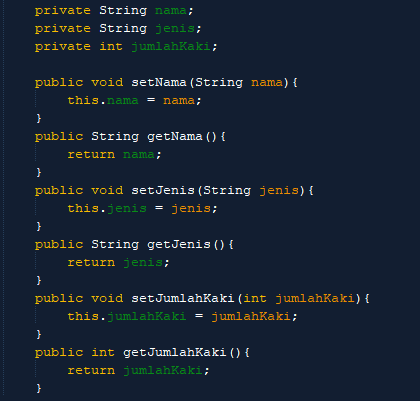 private String nama;
private String jenis;
private int jumlahKaki;
public void setNama(String nama){
this.nama = nama;
}
public String getNama(){
return nama;
}
public void setJenis(String jenis){
this.jenis = jenis;
}
public String getJenis(){
return jenis;
}
public void setJumlahKaki(int jumlahKaki){
this.jumlahKaki = jumlahKaki;
}
public int getJumlahKaki(){
return jumlahKaki;
}